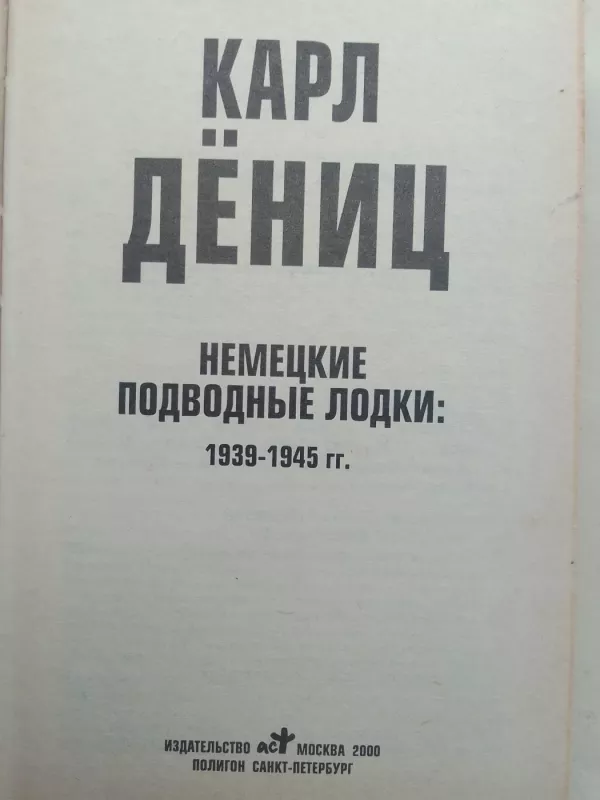 КАРЛ
ДЁНИЦ
НЕМЕЦКИЕ
ПОДВОДНЫЕ ЛОДКИ:
1939-1945 гг.
ИЗДАТЕЛЬСТВО аст МОСКВА 2000
ПОЛИГОН САНКТ-ПЕТЕРБУРГ